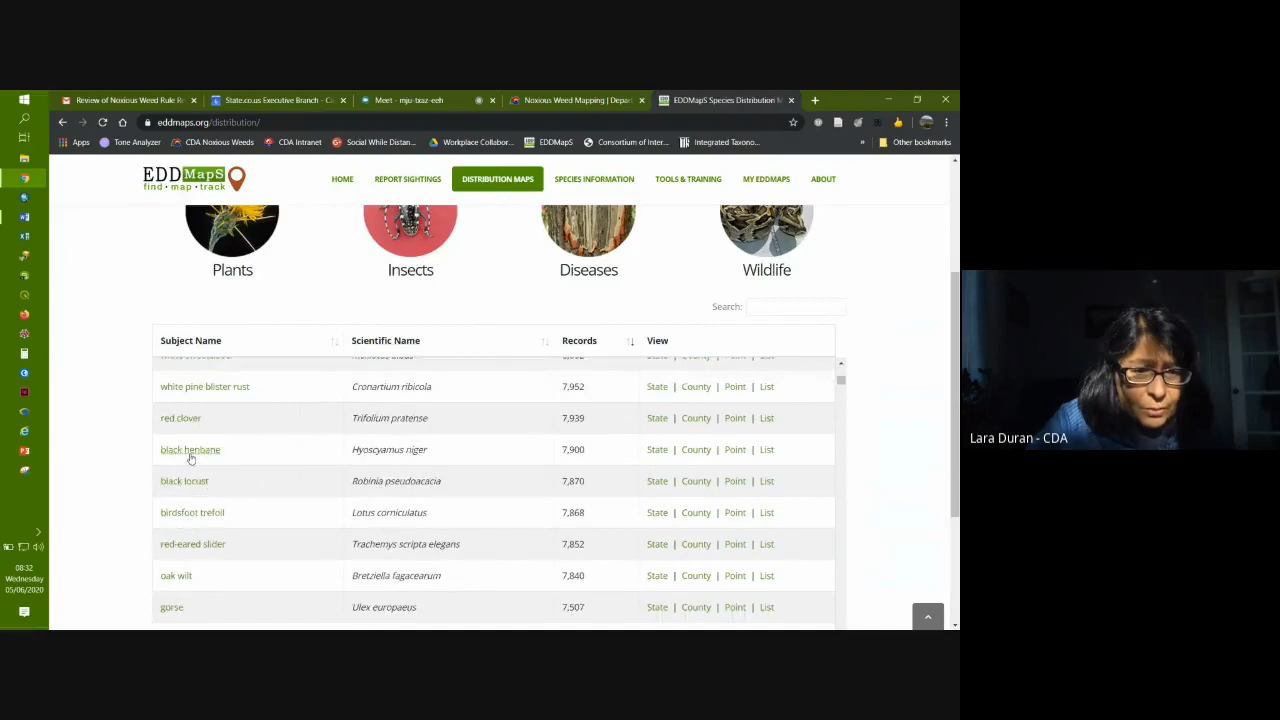 Review of Noxious Weed Rule Re
State.co.us Executive Branch - C
Meet - mju-txaz-eeh
Noxious Weed Mapping | Depar
EDDMapS Species Distribution M
eddmaps.org/distribution/
Apps
Tone Analyzer
CDA Noxious Weeds
CDA Intranet
Social While Distan...
Workplace Collabor...
EDDMapS
Consortium of Inter...
Integrated Taxono...
Other bookmarks
EDDMapS
find · map · track
HOME
REPORT SIGHTINGS
DISTRIBUTION MAPS
SPECIES INFORMATION
TOOLS & TRAINING
MY EDDMAPS
ABOUT
Plants
Insects
Diseases
Wildlife
Search:
Subject Name Scientific Name Records View
white pine blister rust Cronartium ribicola 7,952 State | County | Point | List
red clover Trifolium pratense 7,939 State | County | Point | List
black henbane Hyoscyamus niger 7,900 State | County | Point | List
black locust Robinia pseudoacacia 7,870 State | County | Point | List
birdsfoot trefoil Lotus corniculatus 7,868 State | County | Point | List
red-eared slider Trachemys scripta elegans 7,852 State | County | Point | List
oak wilt Bretziella fagacearum 7,840 State | County | Point | List
gorse Ulex europaeus 7,507 State | County | Point | List
08:32
Wednesday
05/06/2020
Lara Duran - CDA